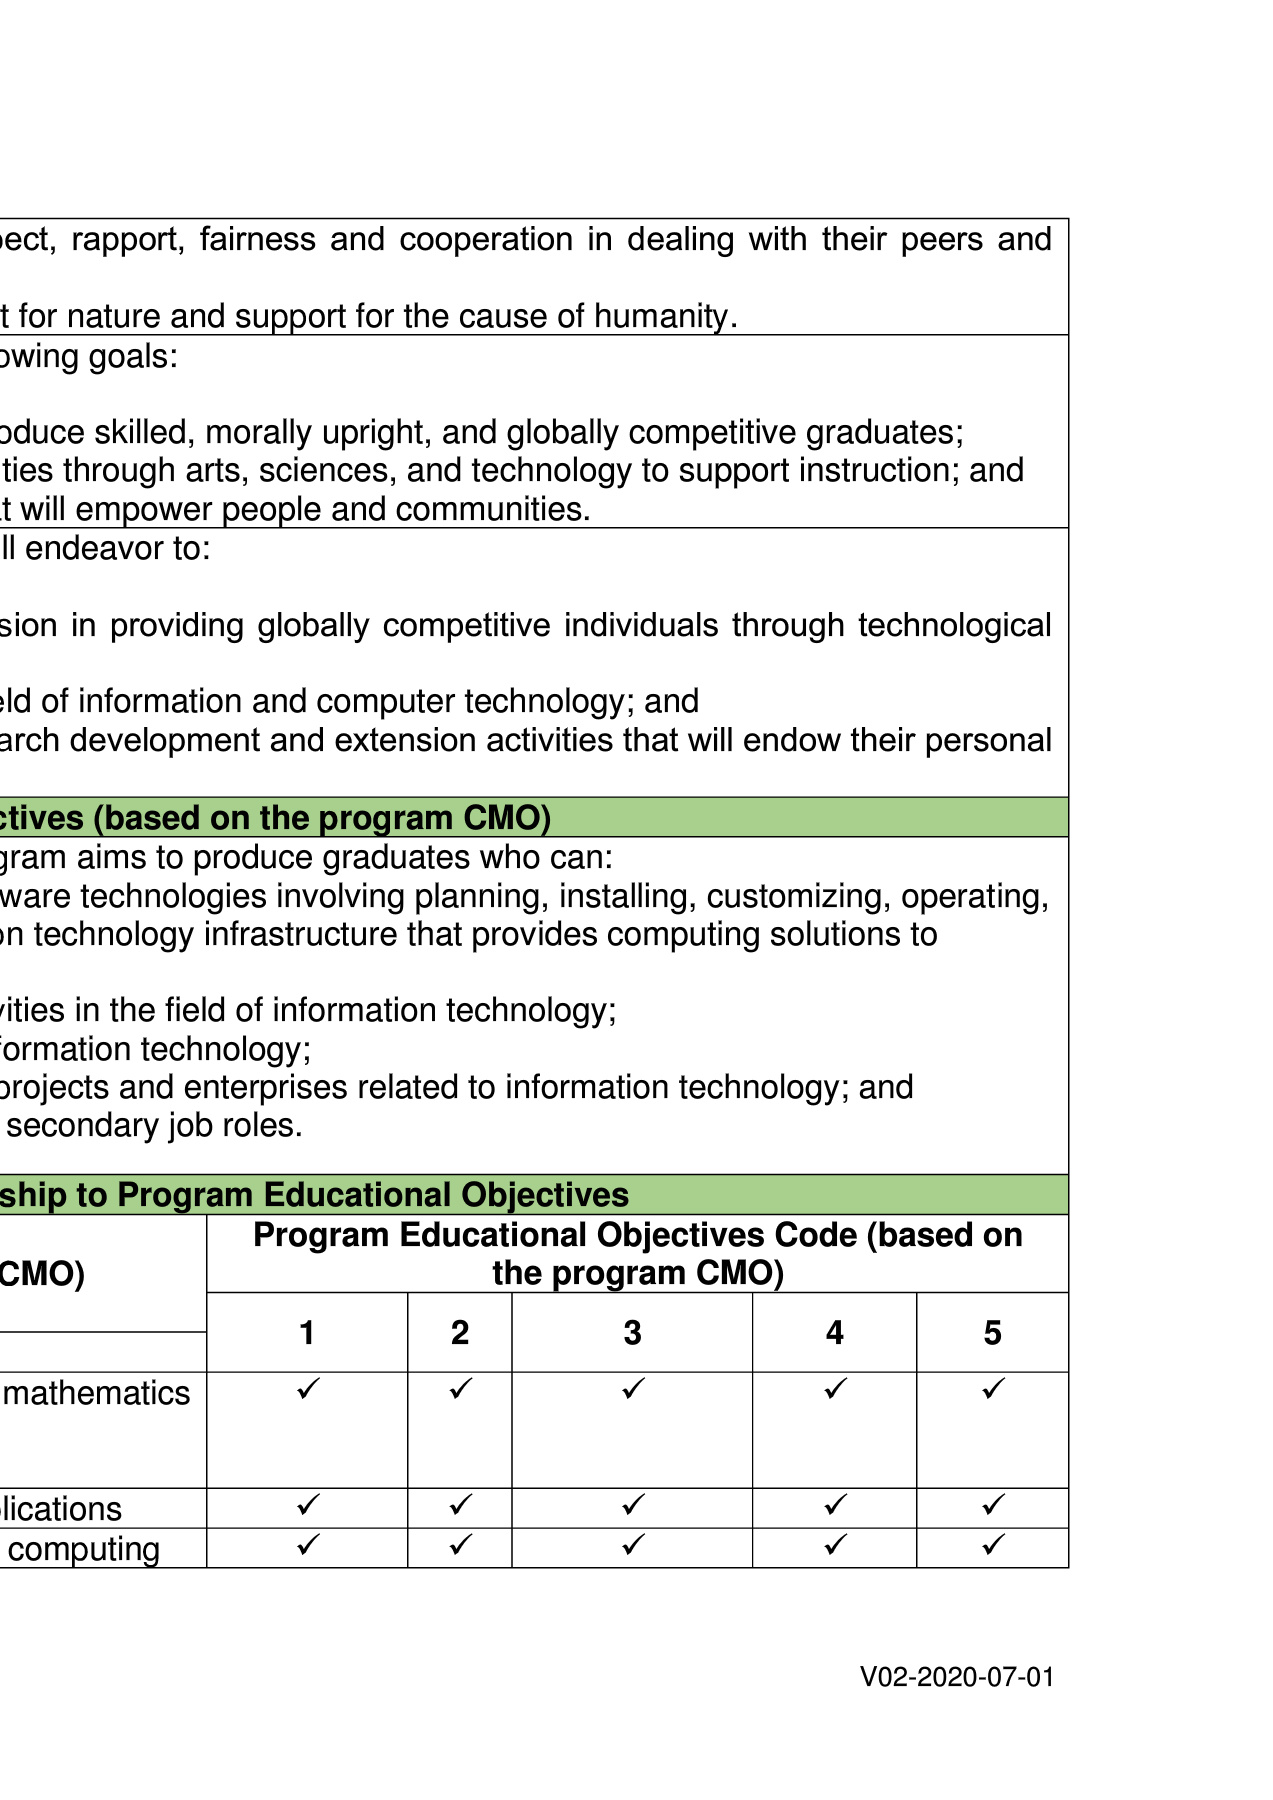 pect, rapport, fairness and cooperation in dealing with their peers and
t for nature and support for the cause of humanity.
owing goals:
oduce skilled, morally upright, and globally competitive graduates;
ties through arts, sciences, and technology to support instruction; and
at will empower people and communities.
ll endeavor to:
sion in providing globally competitive individuals through technological
eld of information and computer technology; and
arch development and extension activities that will endow their personal
ctives (based on the program CMO)
gram aims to produce graduates who can:
ware technologies involving planning, installing, customizing, operating,
on technology infrastructure that provides computing solutions to
vities in the field of information technology;
formation technology;
projects and enterprises related to information technology; and
secondary job roles.
ship to Program Educational Objectives
CMO)
Program Educational Objectives Code (based on
the program CMO)
1 2 3 4 5
mathematics ✓ ✓ ✓ ✓ ✓
plications ✓ ✓ ✓ ✓ ✓
computing ✓ ✓ ✓ ✓ ✓
V02-2020-07-01